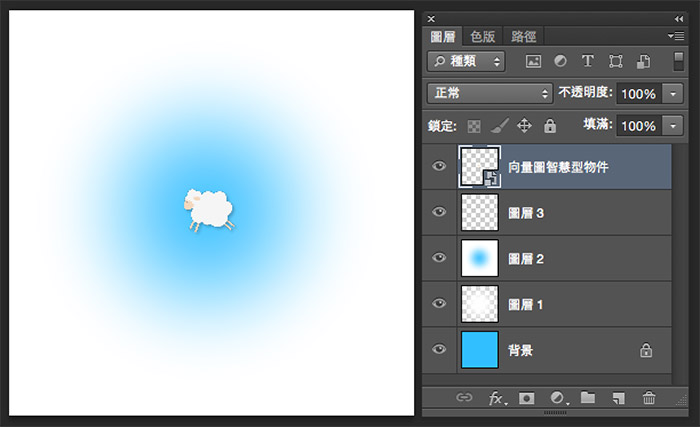 圖層 色版 路徑
種類
正常 不透明度: 100%
鎖定: 填滿: 100%
向量圖智慧型物件
圖層 3
圖層 2
圖層 1
背景
fx